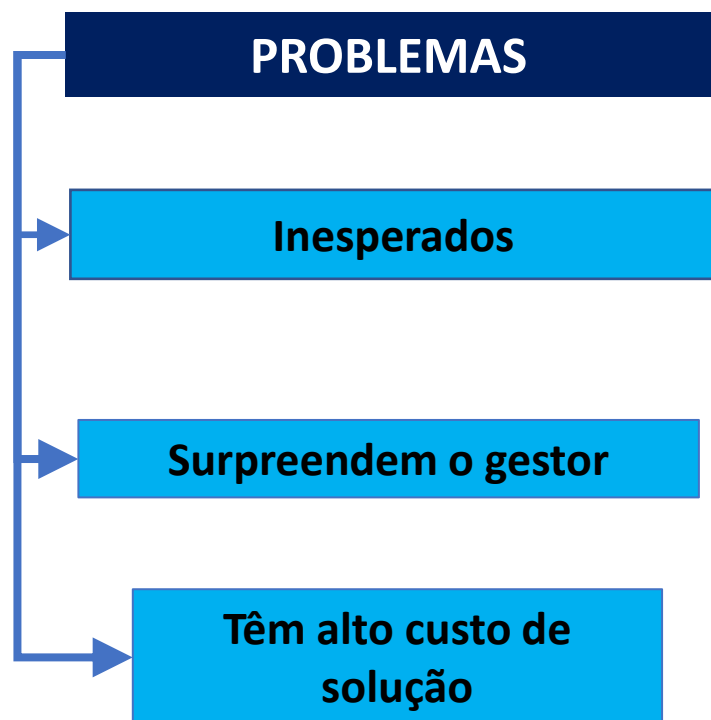 PROBLEMAS
Inesperados
Surpreendem o gestor
Têm alto custo de
solução